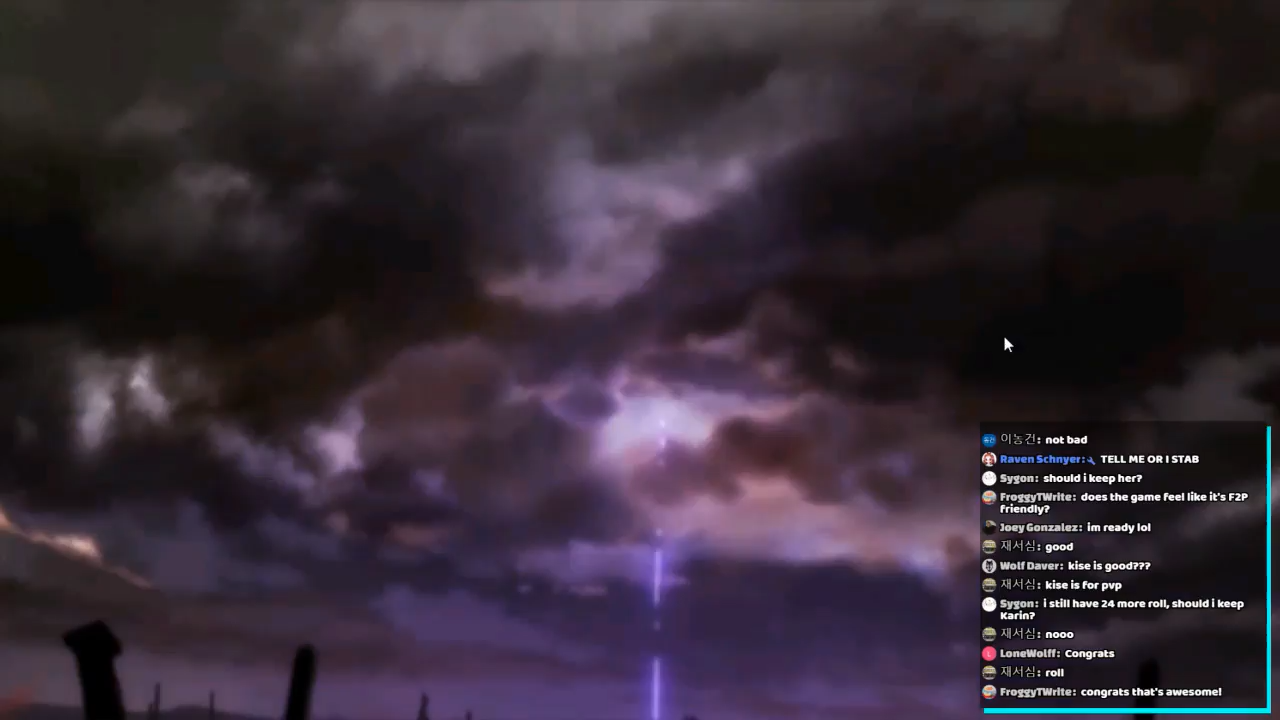 이농건: not bad
Raven Schnyer: TELL ME OR I STAB
Sygon: should i keep her?
FroggyTWrite: does the game feel like it's F2P
friendly?
Joey Gonzalez: im ready lol
재서심: good
Wolf Daver: kise is good???
재서심: kise is for pvp
Sygon: i still have 24 more roll, should i keep
Karin?
재서심: nooo
LoneWolff: Congrats
재서심: roll
FroggyTWrite: congrats that's awesome!